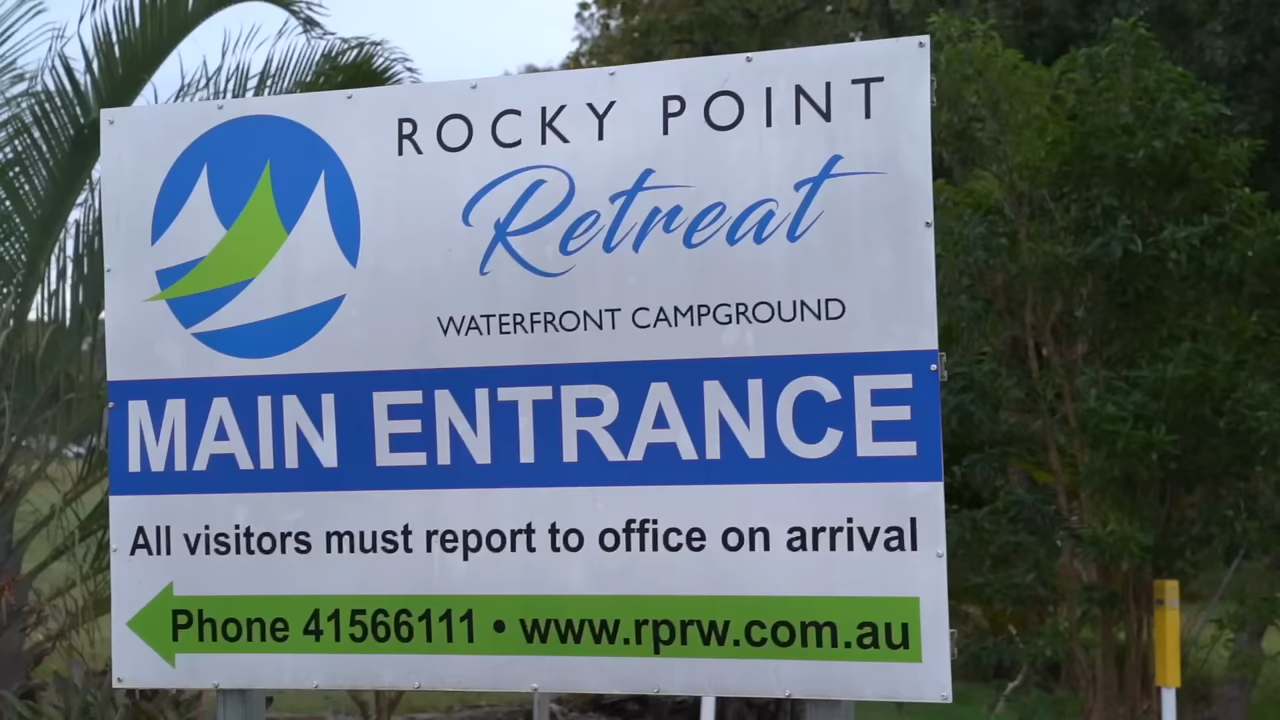 ROCKY POINT
Retreat
WATERFRONT CAMPGROUND
MAIN ENTRANCE
All visitors must report to office on arrival
Phone 41566111 • www.rprw.com.au